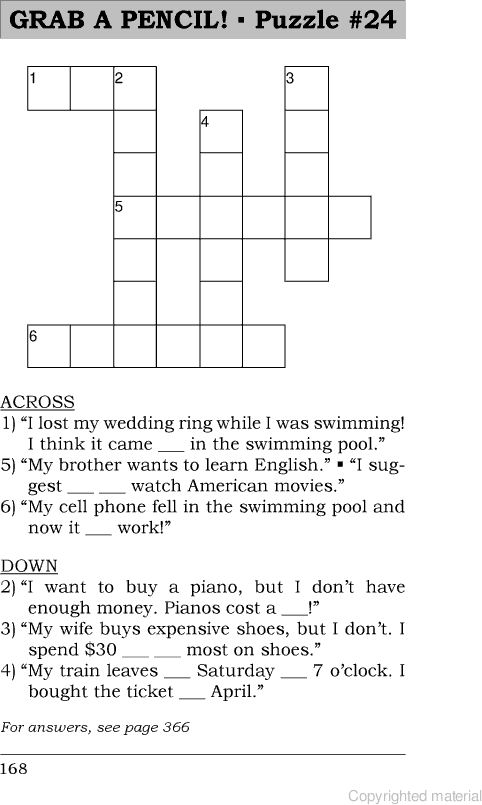 GRAB A PENCIL! ▪ Puzzle #24
1 2 3
4
5
6
ACROSS
1) “I lost my wedding ring while I was swimming!
I think it came ___ in the swimming pool.”
5) “My brother wants to learn English.” ▪ “I sug-
gest ___ ___ watch American movies.”
6) “My cell phone fell in the swimming pool and
now it ___ work!”
DOWN
2) “I want to buy a piano, but I don’t have
enough money. Pianos cost a ___!”
3) “My wife buys expensive shoes, but I don’t. I
spend $30 ___ ___ most on shoes.”
4) “My train leaves ___ Saturday ___ 7 o’clock. I
bought the ticket ___ April.”
For answers, see page 366
168
Copyrighted material